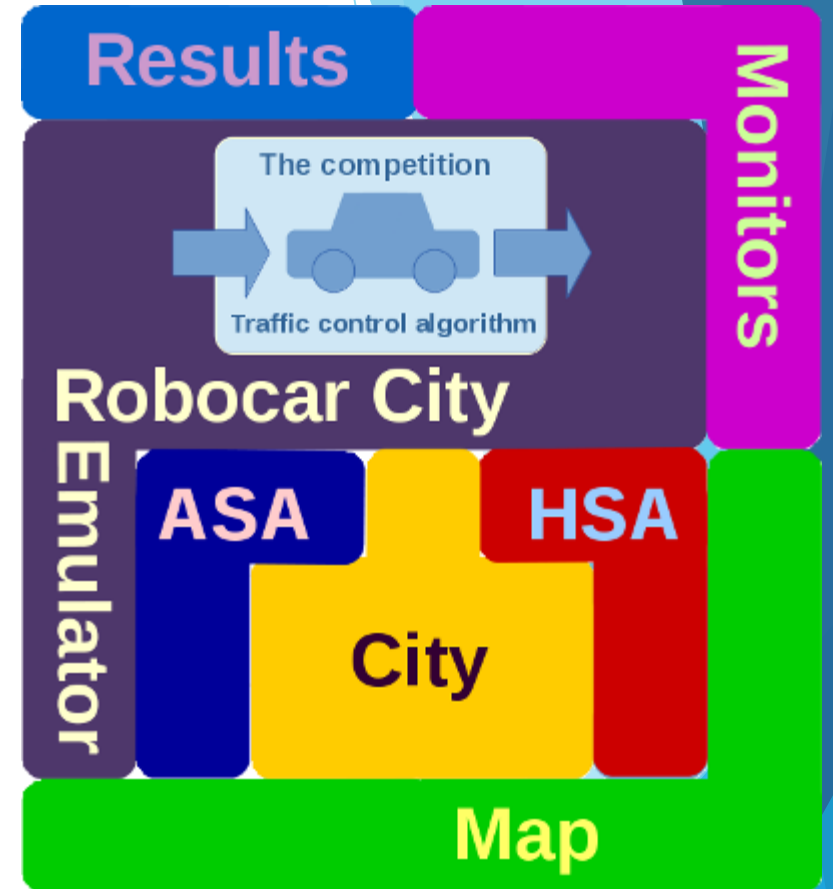 Results
Monitors
The competition
Traffic control algorithm
Robocar City
Emulator
ASA
HSA
City
Map